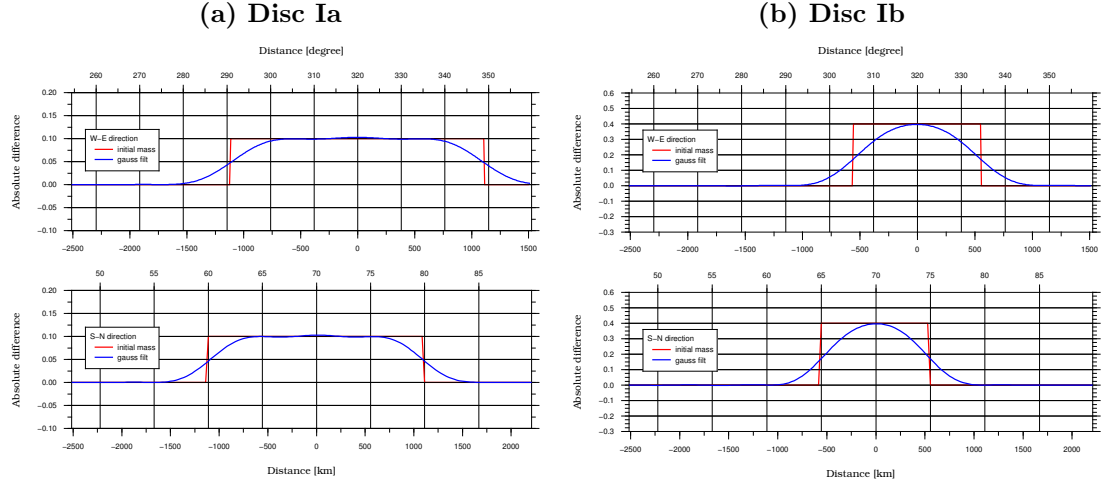 (a) Disc Ia
Distance [degree]
260 270 280 290 300 310 320 330 340 350
0.20
0.15
0.10
0.05
0.00
−0.05
−0.10
Absolute difference
W−E direction
initial mass
gauss filt
−2500 −2000 −1500 −1000 −500 0 500 1000 1500
50 55 60 65 70 75 80 85
0.20
0.15
0.10
0.05
0.00
−0.05
−0.10
Absolute difference
S−N direction
initial mass
gauss filt
−2500 −2000 −1500 −1000 −500 0 500 1000 1500 2000
Distance [km]
(b) Disc Ib
Distance [degree]
260 270 280 290 300 310 320 330 340 350
0.6
0.5
0.4
0.3
0.2
0.1
0.0
−0.1
−0.2
−0.3
Absolute difference
W−E direction
initial mass
gauss filt
−2500 −2000 −1500 −1000 −500 0 500 1000 1500
50 55 60 65 70 75 80 85
0.6
0.5
0.4
0.3
0.2
0.1
0.0
−0.1
−0.2
−0.3
Absolute difference
S−N direction
initial mass
gauss filt
−2500 −2000 −1500 −1000 −500 0 500 1000 1500 2000
Distance [km]